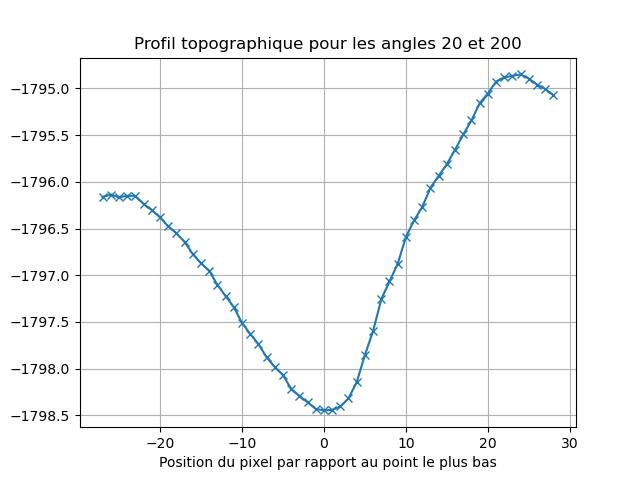 Profil topographique pour les angles 20 et 200
−1795.0
−1795.5
−1796.0
−1796.5
−1797.0
−1797.5
−1798.0
−1798.5
−20 −10 0 10 20 30
Position du pixel par rapport au point le plus bas